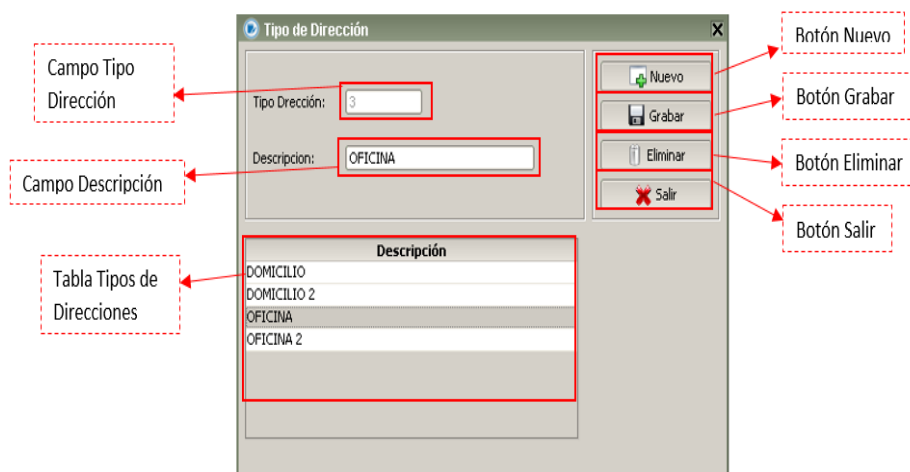 Tipo de Dirección
Botón Nuevo
Campo Tipo
Dirección
Nuevo
Tipo Drección:
3
Grabar
Botón Grabar
Descripcion:
OFICINA
Eliminar
Botón Eliminar
Campo Descripción
Salir
Botón Salir
Descripción
Tabla Tipos de
Direcciones
DOMICILIO
DOMICILIO 2
OFICINA
OFICINA 2